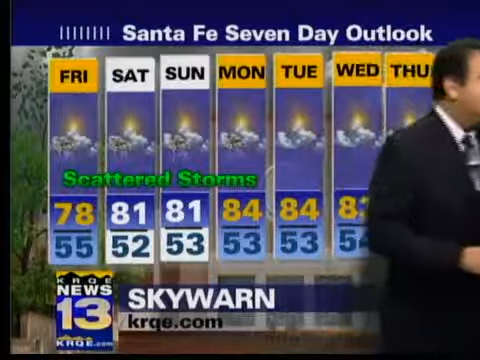 Santa Fe Seven Day Outlook
FRI SAT SUN MON TUE WED THU
Scattered Storms
78 81 81 84 84
55 52 53 53 53
KRQE
NEWS
13
KRQE.com
SKYWARN
krqe.com